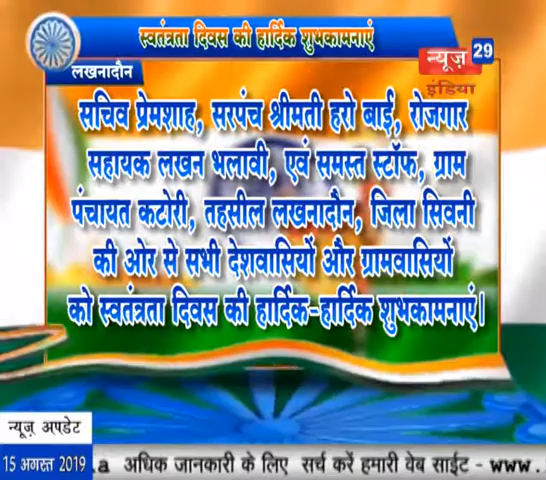 स्वतंत्रता दिवस की हार्दिक शुभकामनाएं
न्यूज़ 29
इंडिया
लखनादौन
सचिव प्रेमशाह, सरपंच श्रीमती हरो बाई, रोजगार
सहायक लखन भलावी, एवं समस्त स्टॉफ, ग्राम
पंचायत कटोरी, तहसील लखनादौन, जिला सिवनी
की ओर से सभी देशवासियों और ग्रामवासियों
को स्वतंत्रता दिवस की हार्दिक-हार्दिक शुभकामनाएं।
न्यूज़ अपडेट
15 अगस्त 2019 .a अधिक जानकारी के लिए सर्च करें हमारी वेब साईट - www.